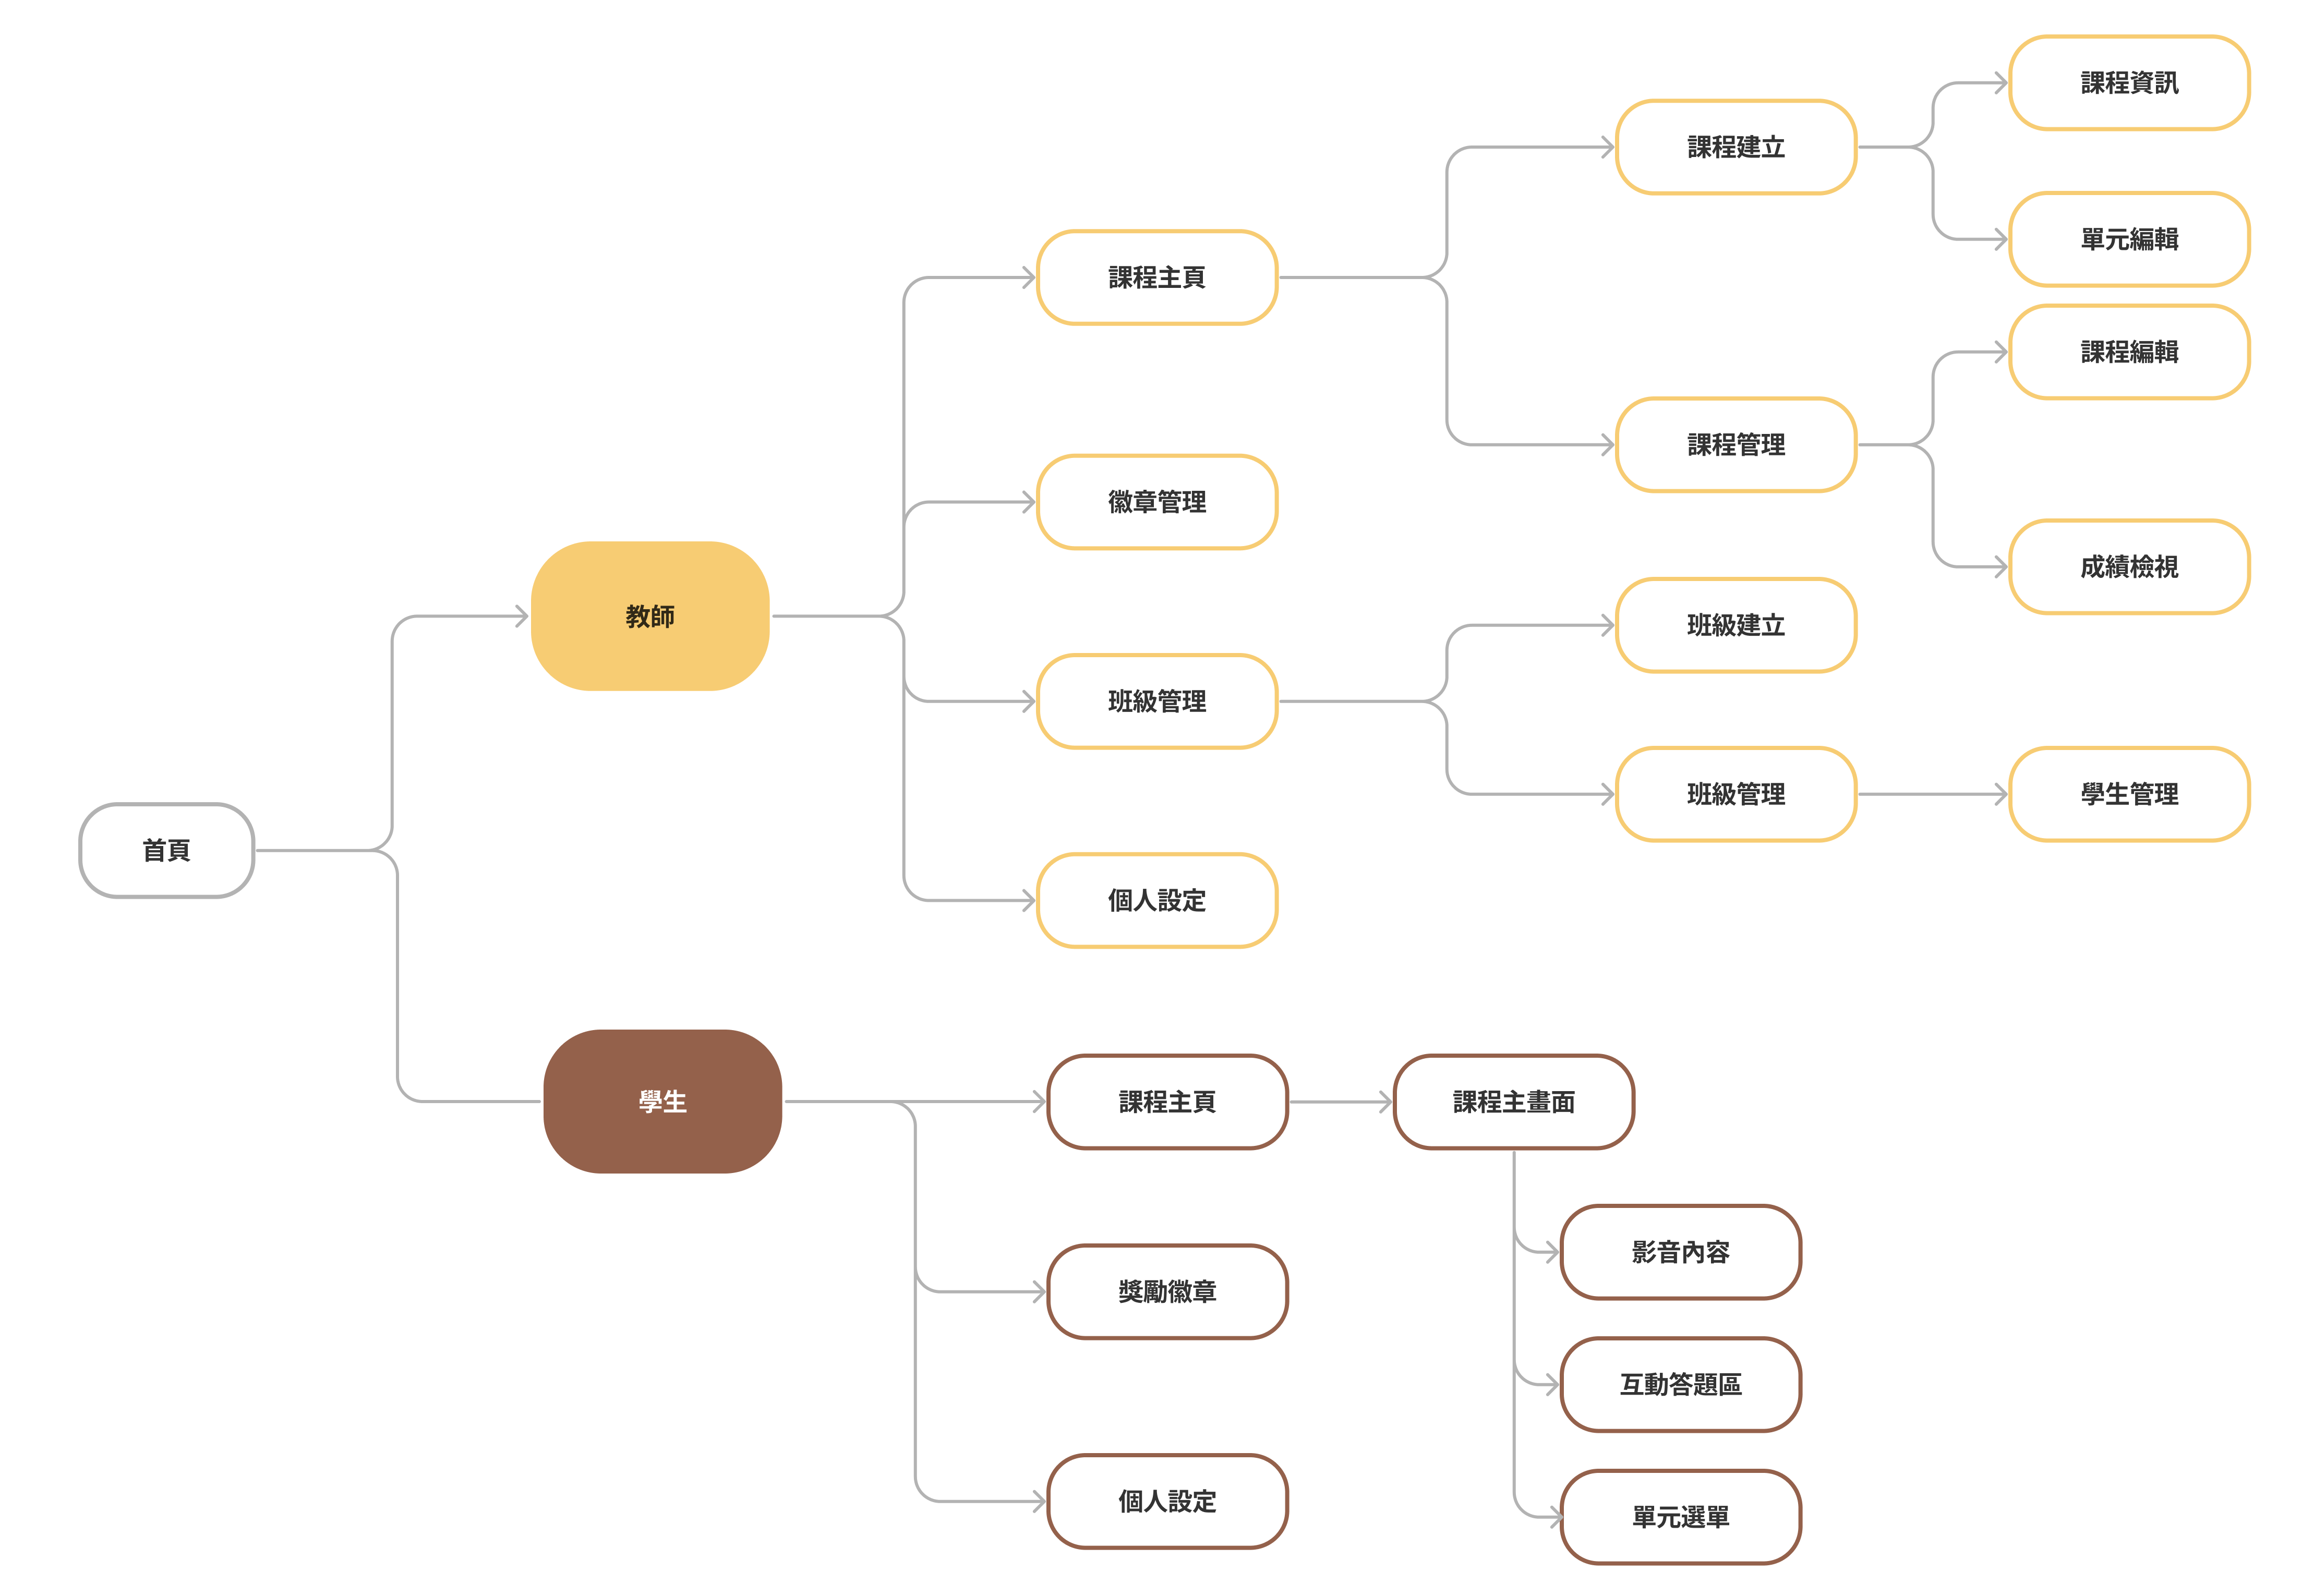 首頁
教師
課程主頁
課程建立
課程資訊
單元編輯
課程管理
課程編輯
成績檢視
徽章管理
班級管理
班級建立
班級管理
學生管理
個人設定
學生
課程主頁
課程主畫面
影音內容
互動答題區
單元選單
獎勵徽章
個人設定